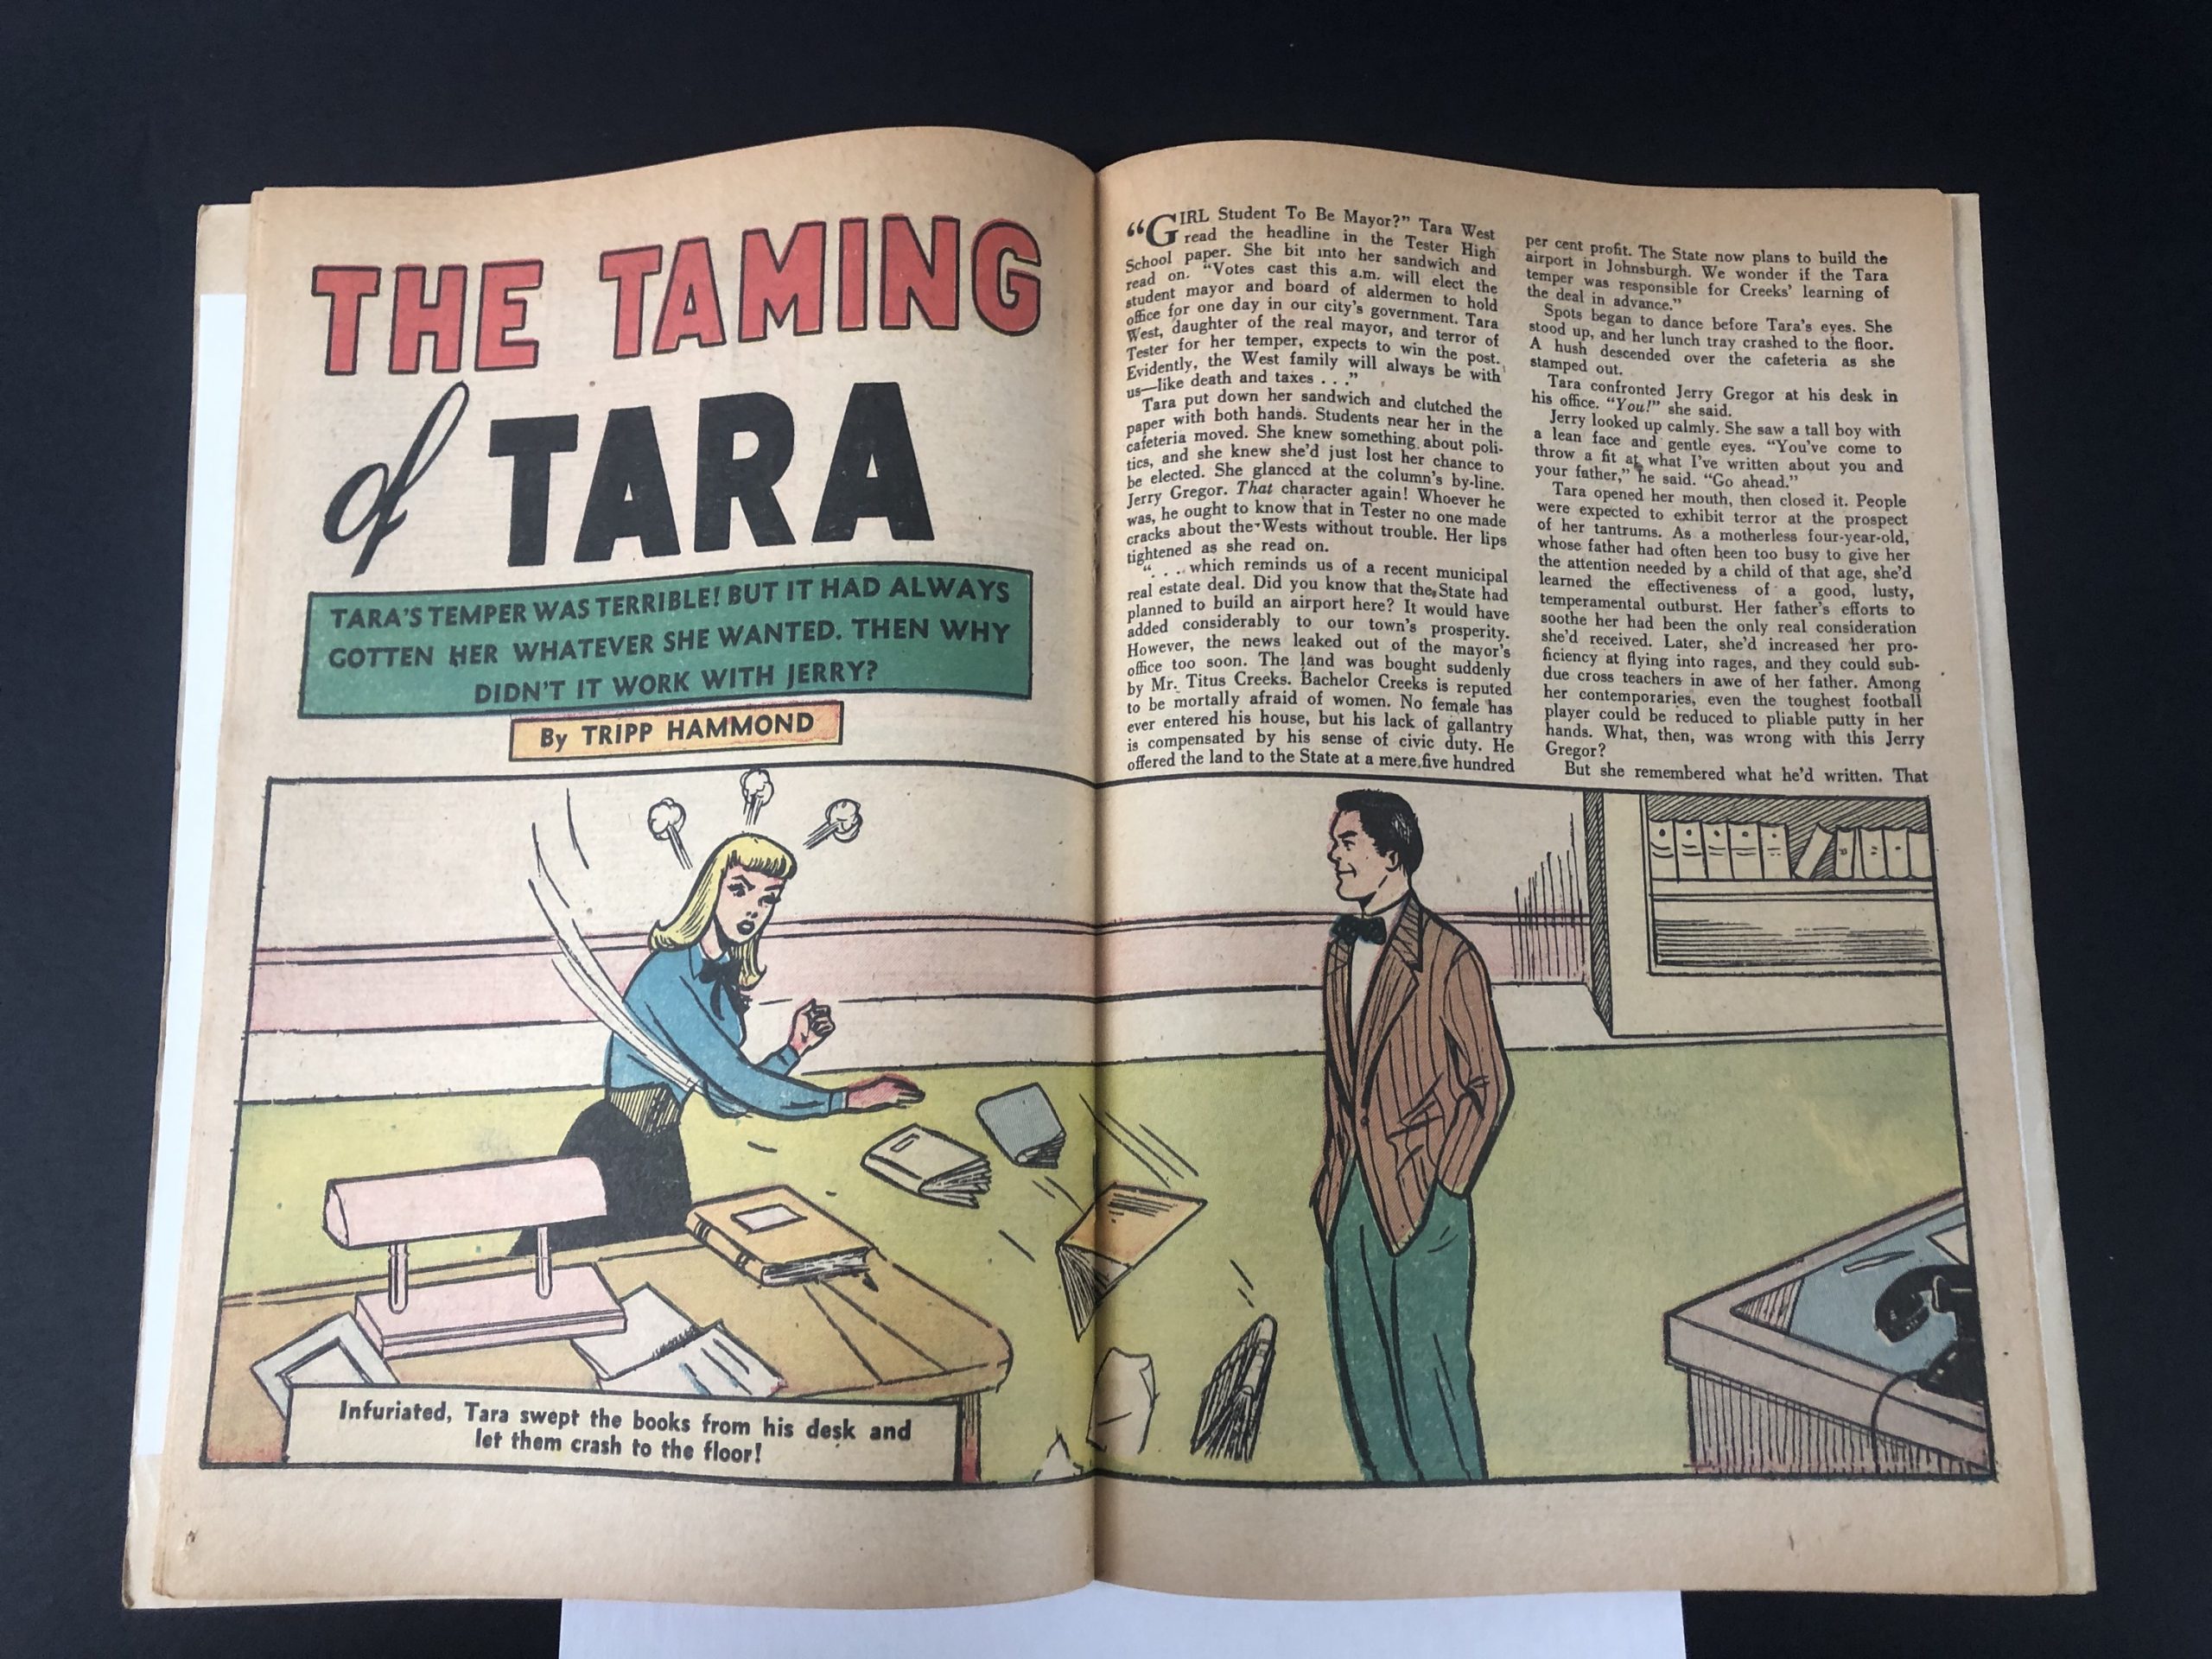 THE TAMING
of TARA
TARA'S TEMPER WAS TERRIBLE! BUT IT HAD ALWAYS
GOTTEN HER WHATEVER SHE WANTED. THEN WHY
DIDN'T IT WORK WITH JERRY?
By TRIPP HAMMOND
"GIRL Student To Be Mayor?" Tara West
read the headline in the Tester High
School paper. She bit into her sandwich and
read on. "Votes cast this a.m. will elect the
student mayor and board of aldermen to hold
office for one day in our city's government. Tara
West, daughter of the real mayor, and terror of
Tester for her temper, expects to win the post.
Evidently, the West family will always be with
us—like death and taxes . . ."
Tara put down her sandwich and clutched the
paper with both hands. Students near her in the
cafeteria moved. She knew something about poli-
tics, and she knew she'd just lost her chance to
be elected. She glanced at the column's by-line.
Jerry Gregor. That character again! Whoever he
was, he ought to know that in Tester no one made
cracks about the Wests without trouble. Her lips
tightened as she read on.
". . . which reminds us of a recent municipal
real estate deal. Did you know that the State had
planned to build an airport here? It would have
added considerably to our town's prosperity.
However, the news leaked out of the mayor's
office too soon. The land was bought suddenly
by Mr. Titus Creeks. Bachelor Creeks is reputed
to be mortally afraid of women. No female has
ever entered his house, but his lack of gallantry
is compensated by his sense of civic duty. He
offered the land to the State at a mere five hundred
per cent profit. The State now plans to build the
airport in Johnsburgh. We wonder if the Tara
temper was responsible for Creeks' learning of
the deal in advance."
Spots began to dance before Tara's eyes. She
stood up, and her lunch tray crashed to the floor.
A hush descended over the cafeteria as she
stamped out.
Tara confronted Jerry Gregor at his desk in
his office. "You!" she said.
Jerry looked up calmly. She saw a tall boy with
a lean face and gentle eyes. "You've come to
throw a fit at what I've written about you and
your father," he said. "Go ahead."
Tara opened her mouth, then closed it. People
were expected to exhibit terror at the prospect
of her tantrums. As a motherless four-year-old,
whose father had often been too busy to give her
the attention needed by a child of that age, she'd
learned the effectiveness of a good, lusty,
temperamental outburst. Her father's efforts to
soothe her had been the only real consideration
she'd received. Later, she'd increased her pro-
ficiency at flying into rages, and they could sub-
due cross teachers in awe of her father. Among
her contemporaries, even the toughest football
player could be reduced to pliable putty in her
hands. What, then, was wrong with this Jerry
Gregor?
But she remembered what he'd written. That
Infuriated, Tara swept the books from his desk and
let them crash to the floor!